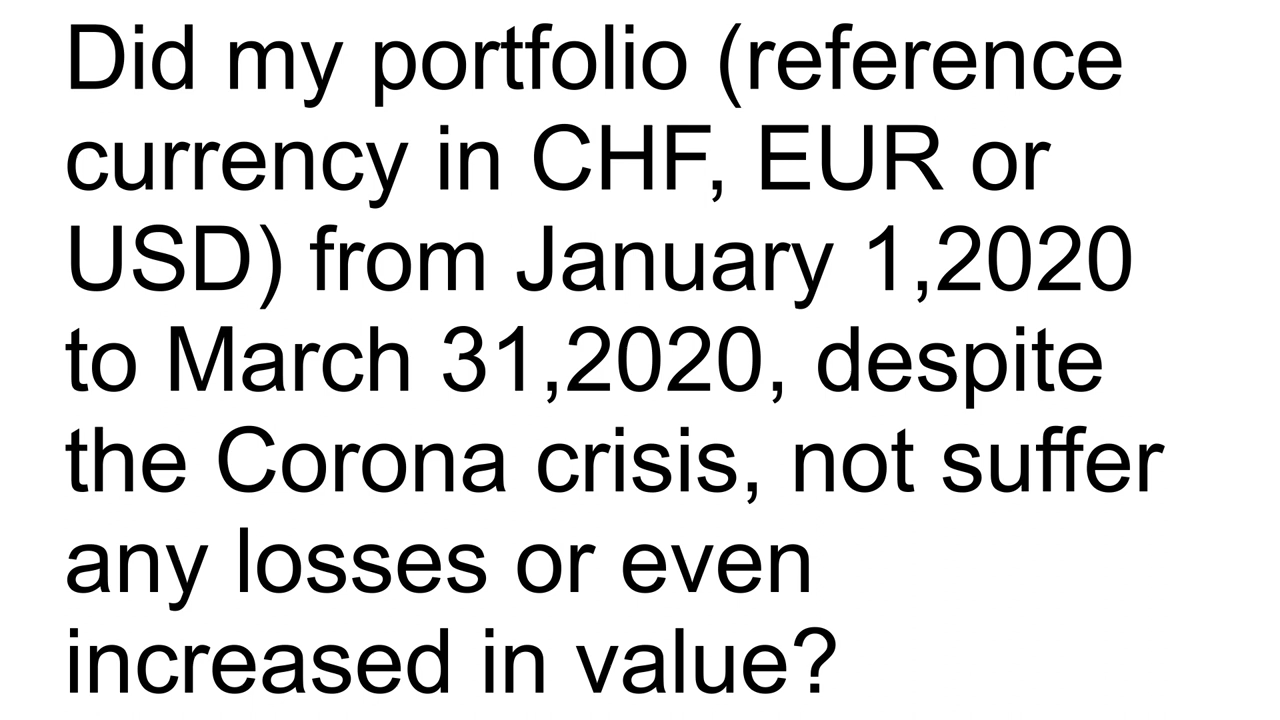 Did my portfolio (reference
currency in CHF, EUR or
USD) from January 1,2020
to March 31,2020, despite
the Corona crisis, not suffer
any losses or even
increased in value?